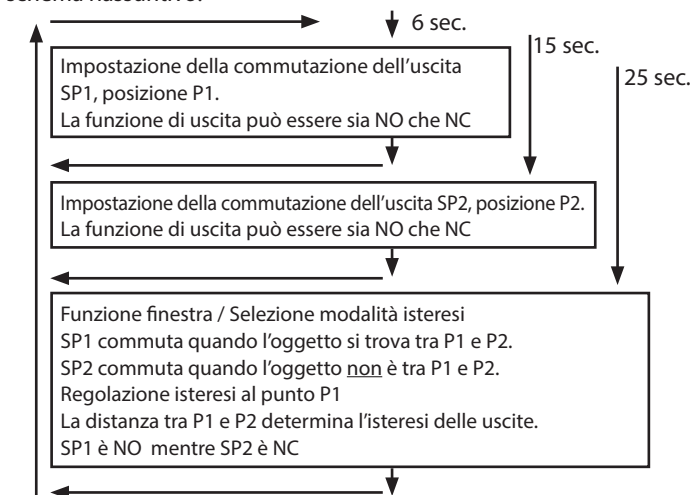 schema riassuntivo.
6 sec.
15 sec.
25 sec.
Impostazione della commutazione dell'uscita
SP1, posizione P1.
La funzione di uscita può essere sia NO che NC
Impostazione della commutazione dell'uscita SP2, posizione P2.
La funzione di uscita può essere sia NO che NC
Funzione finestra / Selezione modalità isteresi
SP1 commuta quando l'oggetto si trova tra P1 e P2.
SP2 commuta quando l'oggetto non è tra P1 e P2.
Regolazione isteresi al punto P1
La distanza tra P1 e P2 determina l'isteresi delle uscite.
SP1 è NO mentre SP2 è NC